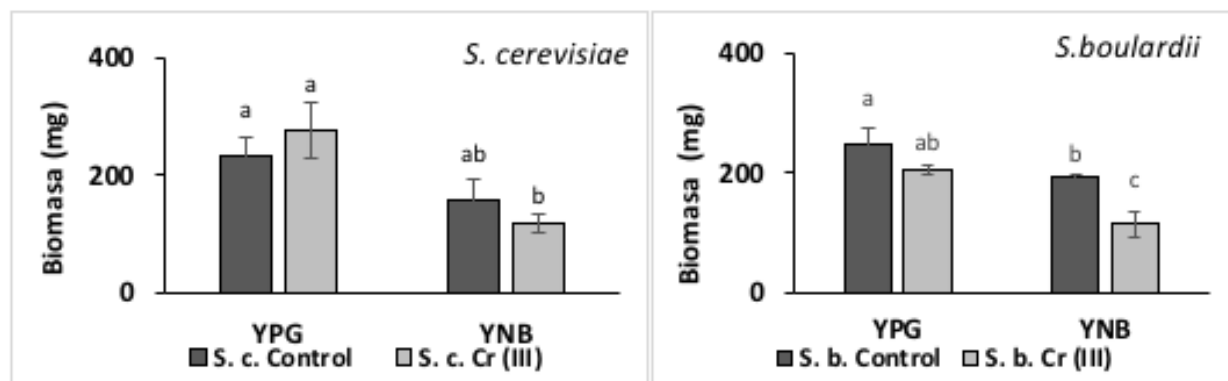 S. cerevisiae
400
200
0
Biomasa (mg)
a
a
ab
b
YPG
YNB
S. c. Control
S. c. Cr (III)
S.boulardii
400
200
0
Biomasa (mg)
a
ab
b
c
YPG
YNB
S. b. Control
S. b. Cr (III)